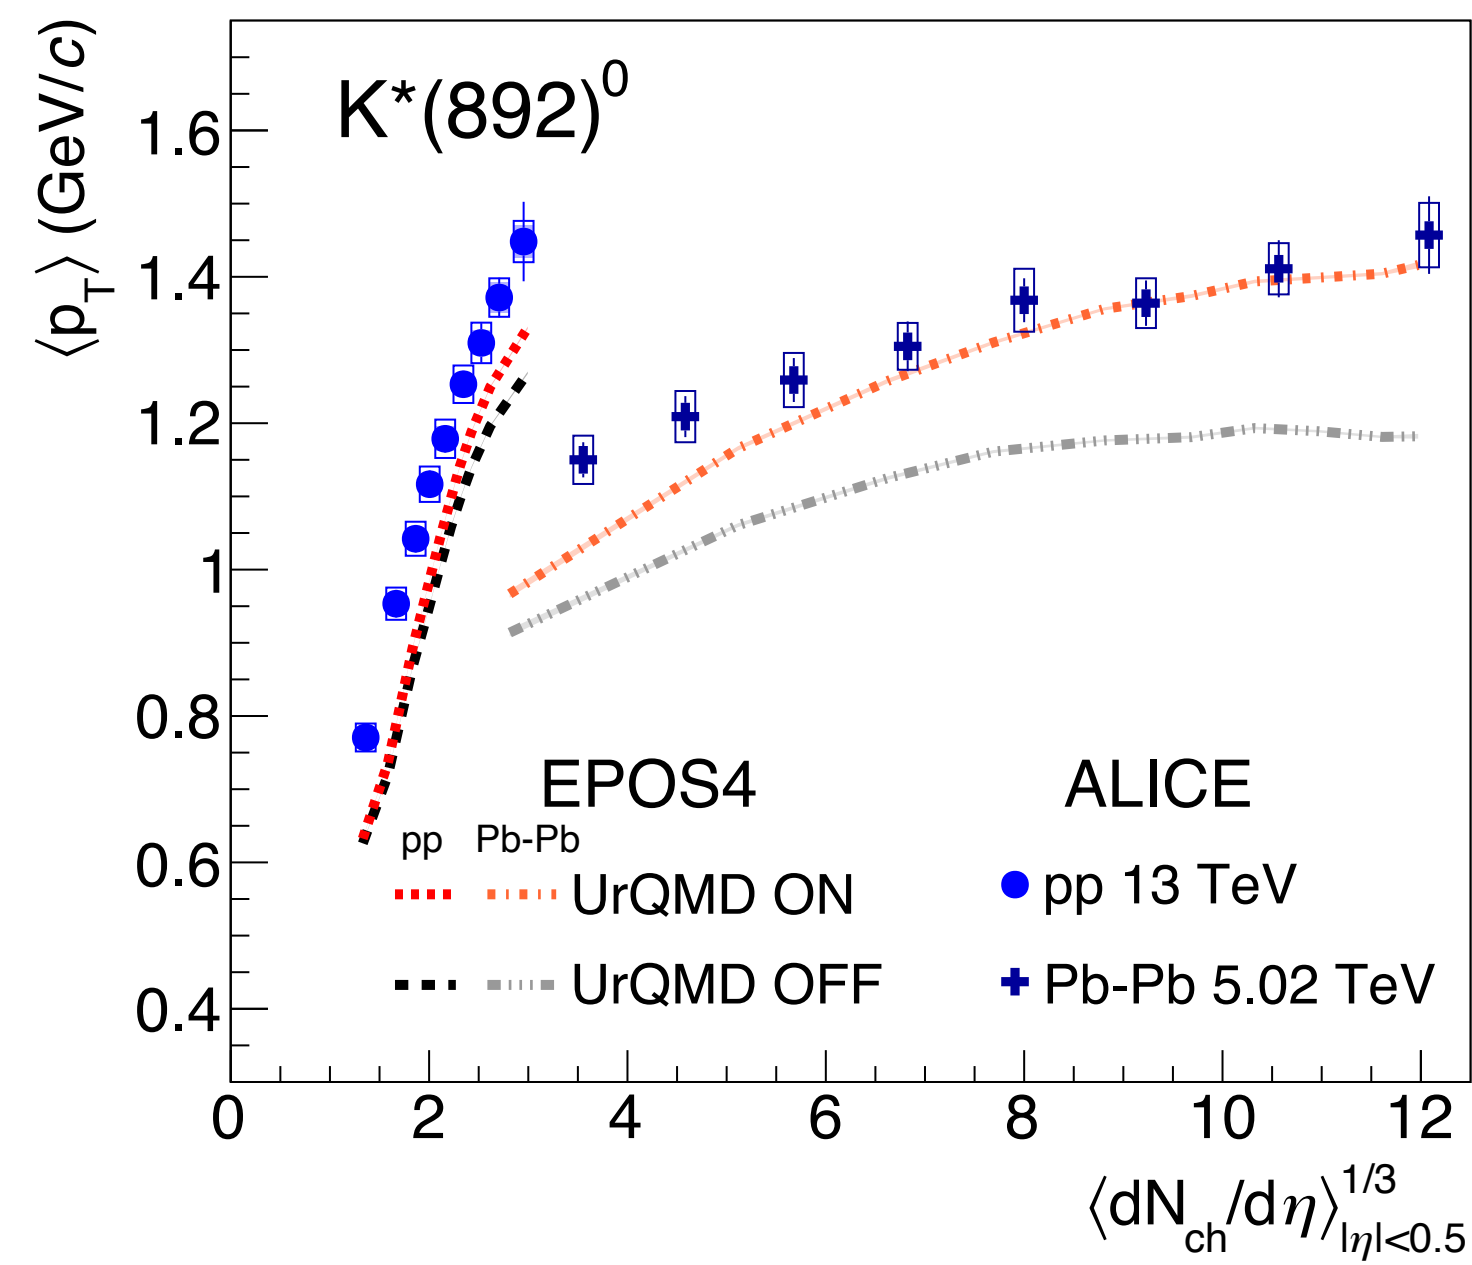 ⟨p_T⟩ (GeV/c)
K*(892)^0
1.6
1.4
1.2
1
0.8
0.6
0.4
EPOS4 ALICE
pp Pb-Pb
UrQMD ON pp 13 TeV
UrQMD OFF Pb-Pb 5.02 TeV
0 2 4 6 8 10 12
⟨dN_ch/dη⟩^{1/3}_{|η|<0.5}